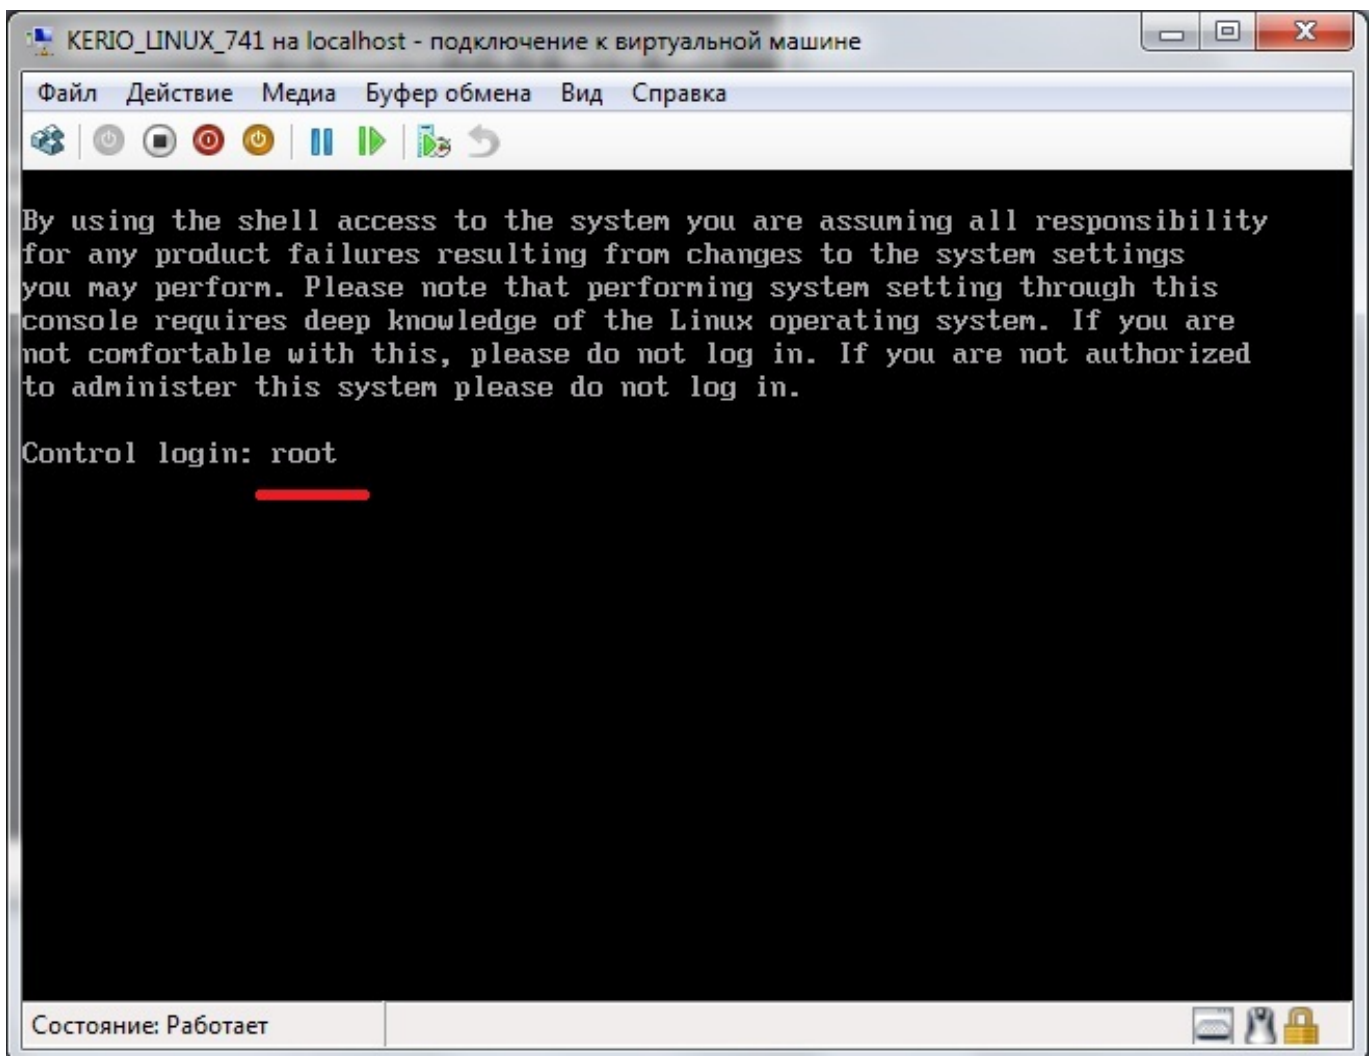 KERIO_LINUX_741 на localhost - подключение к виртуальной машине
Файл Действие Медиа Буфер обмена Вид Справка
By using the shell access to the system you are assuming all responsibility
for any product failures resulting from changes to the system settings
you may perform. Please note that performing system setting through this
console requires deep knowledge of the Linux operating system. If you are
not comfortable with this, please do not log in. If you are not authorized
to administer this system please do not log in.
Control login: root
Состояние: Работает